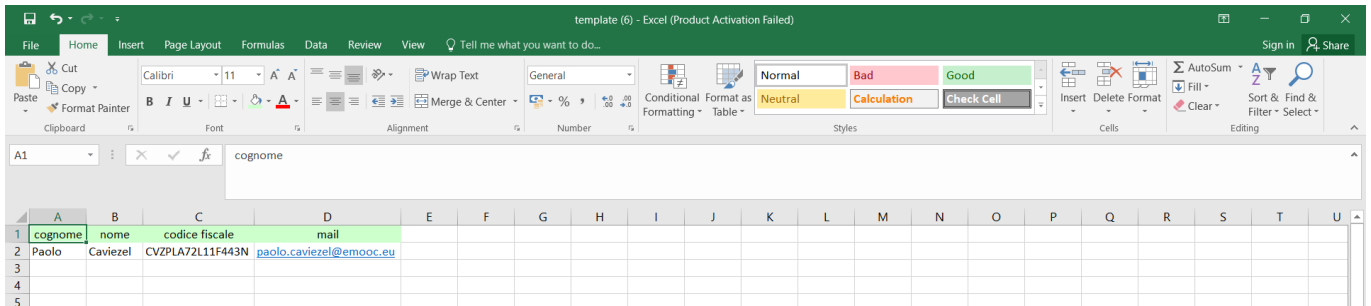 template (6) - Excel (Product Activation Failed)
File Home Insert Page Layout Formulas Data Review View Tell me what you want to do... Sign in Share
Cut Calibri 11 A A Wrap Text General Normal Bad Good AutoSum
Copy Fill
Paste Format Painter B I U A Merge & Center % , Conditional Formatting Format as Table Neutral Calculation Check Cell Insert Delete Format Clear Sort & Filter Find & Select
Clipboard Font Alignment Number Styles Cells Editing
A1 fx cognome
A B C D E F G H I J K L M N O P Q R S T U
1 cognome nome codice fiscale mail
2 Paolo Caviezel CVZPLA72L11F443N paolo.caviezel@emooc.eu
3
4
5